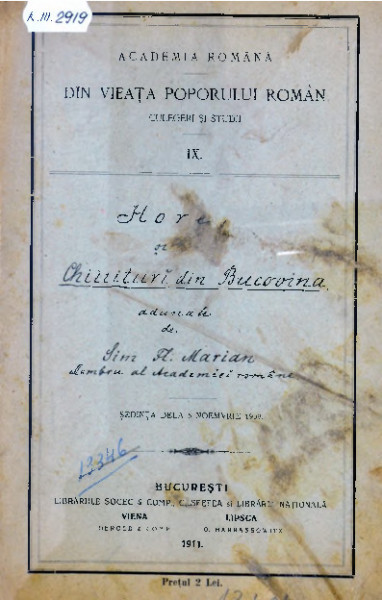 K. III. 2919
ACADEMIA ROMÂNĂ
DIN VIEAȚA POPORULUI ROMÂN
CULEGERI ȘI STUDII
IX.
Hore
și
Chiuituri din Bucovina
adunate
de
Sim. Fl. Marian
Membru al Academiei române
ȘEDINȚA DELA 5 NOEMVRIE
13346
BUCUREȘTI
LIBRĂRIILE SOCEC & COMP., C. SFETEA și LIBRĂRIA NAȚIONALĂ
VIENA LIPSCA
GEROLD & COMP. O. HARRASSOWITZ
1911.
Prețul 2 Lei.